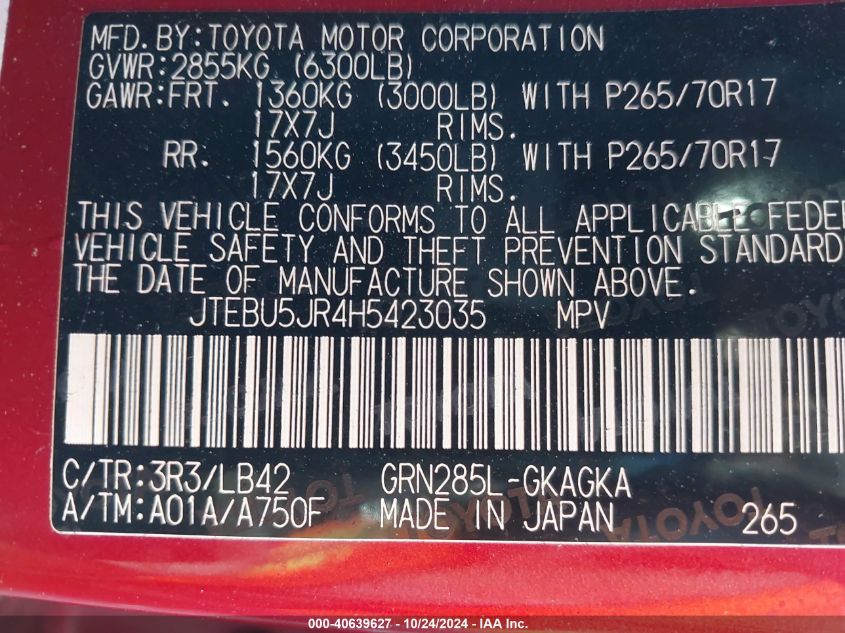 MFD. BY: TOYOTA MOTOR CORPORATION
GVWR: 2855KG (6300LB)
GAWR: FRT. 1360KG (3000LB) WITH P265/70R17
17X7J RIMS.
RR. 1560KG (3450LB) WITH P265/70R17
17X7J RIMS.
THIS VEHICLE CONFORMS TO ALL APPLICABLE FEDER
VEHICLE SAFETY AND THEFT PREVENTION STANDARD
THE DATE OF MANUFACTURE SHOWN ABOVE.
JTEBU5JR4H5423035 MPV
C/TR: 3R3/LB42 GRN285L-GKAGKA
A/TM: A01A/A750F MADE IN JAPAN 265
000-40639627 - 10/24/2024 - IAAI Inc.